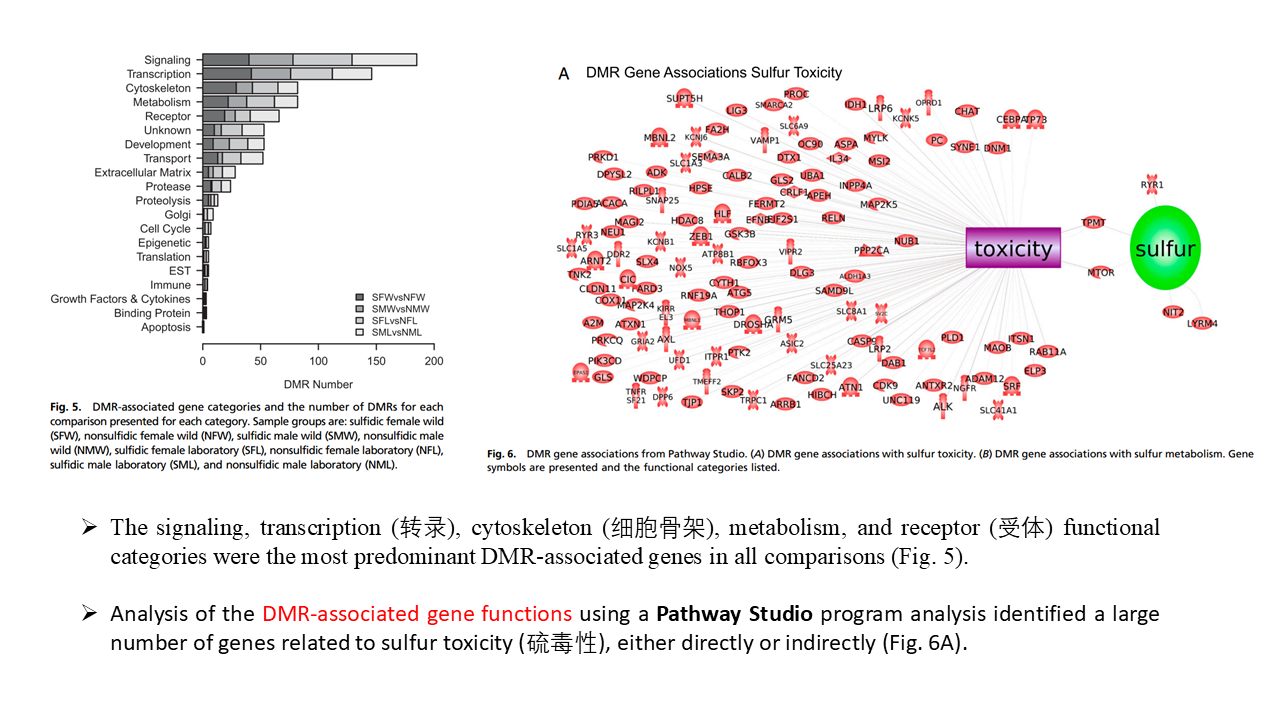 Signaling
Transcription
Cytoskeleton
Metabolism
Receptor
Unknown
Development
Transport
Extracellular Matrix
Protease
Proteolysis
Golgi
Cell Cycle
Epigenetic
Translation
EST
Immune
Growth Factors & Cytokines
Binding Protein
Apoptosis
SFWvsNFW
SMWvsNMW
SFLvsNFL
SMLvsNML
0 50 100 150 200
DMR Number
Fig. 5. DMR-associated gene categories and the number of DMRs for each
comparison presented for each category. Sample groups are: sulfidic female wild
(SFW), nonsulfidic female wild (NFW), sulfidic male wild (SMW), nonsulfidic male
wild (NMW), sulfidic female laboratory (SFL), nonsulfidic female laboratory (NFL),
sulfidic male laboratory (SML), and nonsulfidic male laboratory (NML).
A DMR Gene Associations Sulfur Toxicity
SUPT5H LIG3 SMARCA2 PROC IDH1 LRP6 OPRD1 KCNK5 CHAT CEBPA TP73
MBNL2 KCNJ6 FA2H VAMP1 SLC6A9 OC90 ASPA MYLK PC SYNE1 DNM1
PRKD1 SLC1A3 SEMA3A DTX1 IL34 MSI2
DPYSL2 ADK CALB2 GLS2 UBA1 INPP4A
RILPL1 HPSE CRLF1 APEH
PDIA5 ACACA SNAP25 FERMT2 MAP2K5
MAGI2 HDAC8 HLF EFNB EIF2S1 RELN
RYR3 NEU1 KCNB1 ZEB1 GSK3B NUB1
SLC1A5 DDR2 ATP8B1 VIPR2 PPP2CA
ARNT2 SLX4 NOX5 RBFOX3
TNK2 CIC CYTH1 DLG3 ALDH1A3
CLDN11 PARD3 RNF19A ATG5 SAMD9L
COX11 MAP2K4 KIRR
EL3 THOP1 SLC8A1 SV2C
A2M ATXN1 MBNL1 DROSHA GRM5
PRKCQ GRIA2 AXL ASIC2 CASP9 LRP2 TCF7L2 PLD1 MAOB ITSN1 RAB11A
PIK3CD UFD1 ITPR1 PTK2 SLC25A23 DAB1 ELP3
EPAS1 GLS WDPCP TMEFF2 FANCD2 ATN1 CDK9 ANTXR2 NGFR ADAM12 SRF
TNFR
SF21 DPP6 TJP1 SKP2 TRPC1 ARRB1 HIBCH UNC119 ALK SLC41A1
toxicity
sulfur
RYR1
TPMT
MTOR
NIT2
LYRM4
Fig. 6. DMR gene associations from Pathway Studio. (A) DMR gene associations with sulfur toxicity. (B) DMR gene associations with sulfur metabolism. Gene
symbols are presented and the functional categories listed.
➢ The signaling, transcription (转录), cytoskeleton (细胞骨架), metabolism, and receptor (受体) functional
categories were the most predominant DMR-associated genes in all comparisons (Fig. 5).
➢ Analysis of the DMR-associated gene functions using a Pathway Studio program analysis identified a large
number of genes related to sulfur toxicity (硫毒性), either directly or indirectly (Fig. 6A).